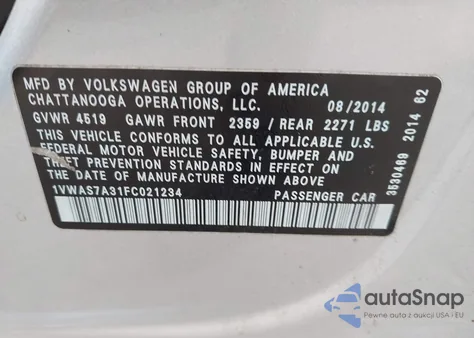 MFD BY VOLKSWAGEN GROUP OF AMERICA
CHATTANOOGA OPERATIONS, LLC. 08/2014
GVWR 4519 GAWR FRONT 2359 / REAR 2271 LBS
THIS VEHICLE CONFORMS TO ALL APPLICABLE U.S.
FEDERAL MOTOR VEHICLE SAFETY, BUMPER AND
THEFT PREVENTION STANDARDS IN EFFECT ON
THE DATE OF MANUFACTURE SHOWN ABOVE.
1VWAS7A31FC021234 PASSENGER CAR
3530469 2014 62
autoSnap
Pewne auta z aukcji USA i EU